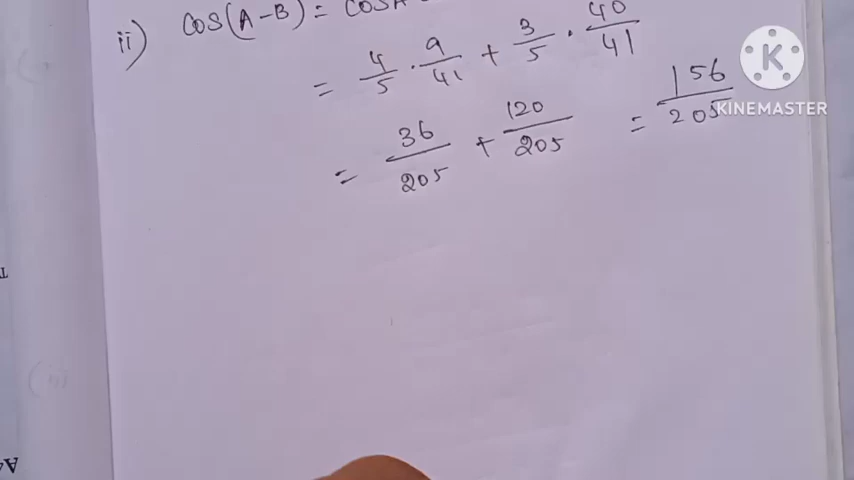 ii) cos(A-B) = cosA
= 4/5 · 9/41 + 3/5 · 40/41
= 36/205 + 120/205 = 156/205
KINEMASTER